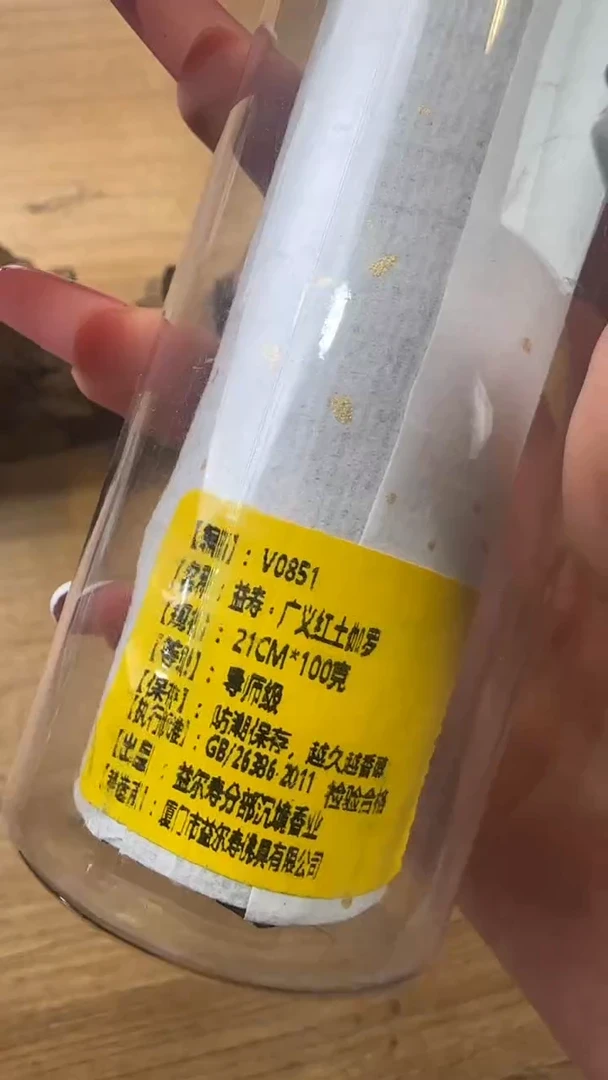 【编号】：V0851
【名称】：益寿·广义红土伽罗
【规格】：21CM*100克
【等级】：导师级
【保存】：防潮保存，越久越香醇
【执行标准】：GB/26386.2011 检验合格
【出品】：益尔寿分部沉塘香业
【制造商】：厦门市益尔寿佛具有限公司